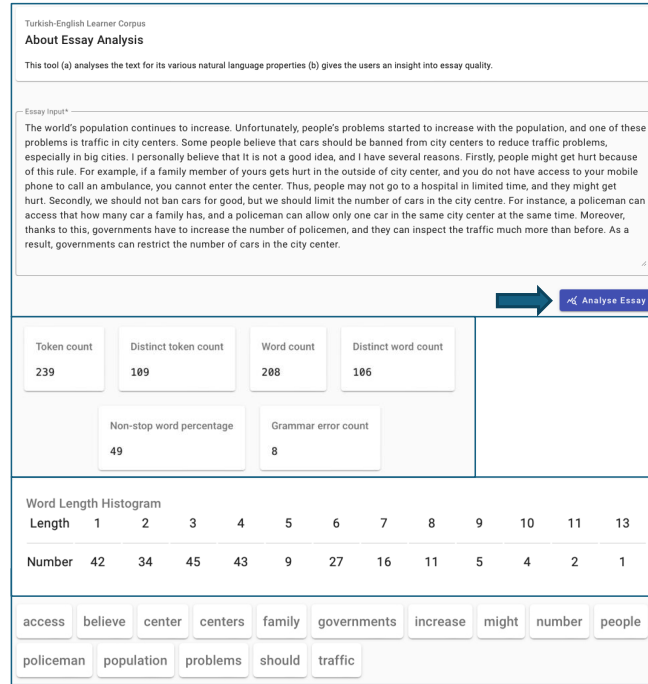 Turkish-English Learner Corpus
About Essay Analysis
This tool (a) analyses the text for its various natural language properties (b) gives the users an insight into essay quality.
Essay Input*
The world's population continues to increase. Unfortunately, people's problems started to increase with the population, and one of these
problems is traffic in city centers. Some people believe that cars should be banned from city centers to reduce traffic problems,
especially in big cities. I personally believe that It is not a good idea, and I have several reasons. Firstly, people might get hurt because
of this rule. For example, if a family member of yours gets hurt in the outside of city center, and you do not have access to your mobile
phone to call an ambulance, you cannot enter the center. Thus, people may not go to a hospital in limited time, and they might get
hurt. Secondly, we should not ban cars for good, but we should limit the number of cars in the city centre. For instance, a policeman can
access that how many car a family has, and a policeman can allow only one car in the same city center at the same time. Moreover,
thanks to this, governments have to increase the number of policemen, and they can inspect the traffic much more than before. As a
result, governments can restrict the number of cars in the city center.
Analyse Essay
Token count Distinct token count Word count Distinct word count
239 109 208 106
Non-stop word percentage Grammar error count
49 8
Word Length Histogram
Length 1 2 3 4 5 6 7 8 9 10 11 13
Number 42 34 45 43 9 27 16 11 5 4 2 1
access believe center centers family governments increase might number people
policeman population problems should traffic